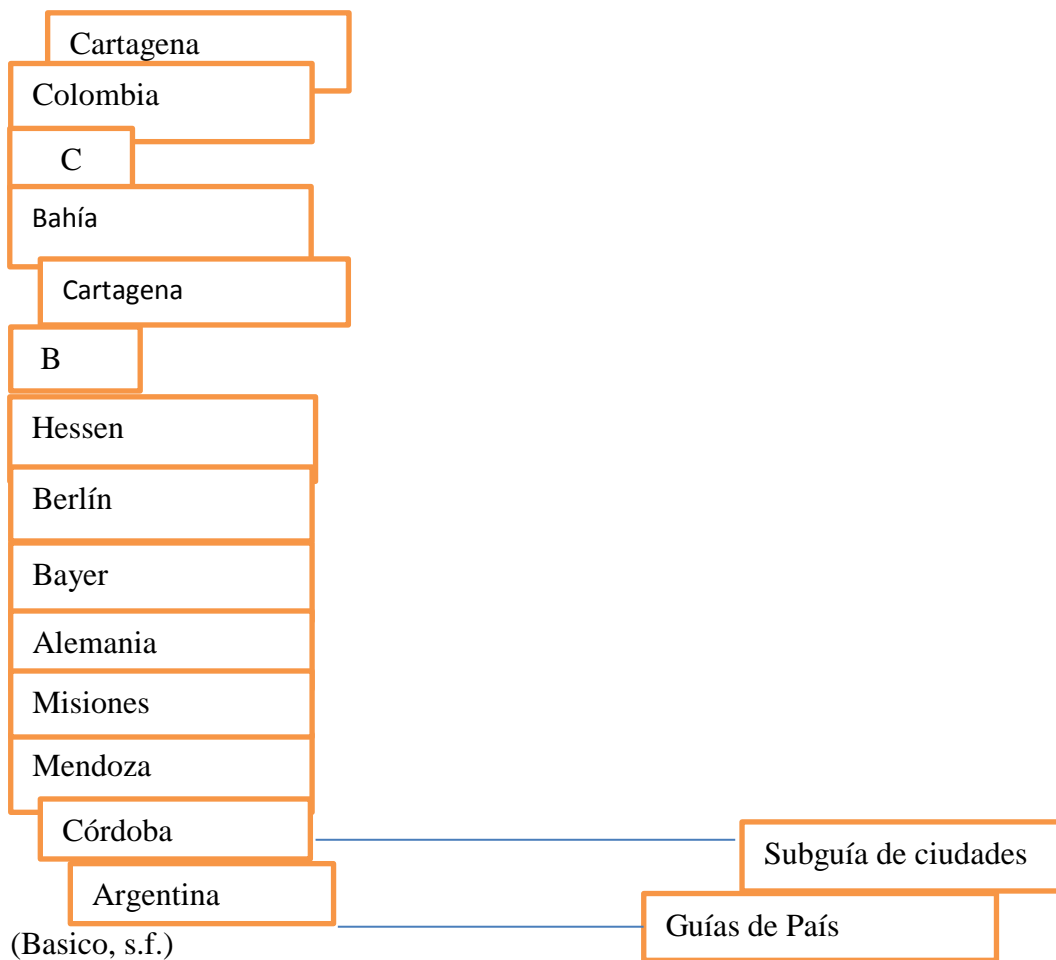 Cartagena
Colombia
C
Bahía
Cartagena
B
Hessen
Berlín
Bayer
Alemania
Misiones
Mendoza
Córdoba
Subguía de ciudades
Argentina
Guías de País
(Basico, s.f.)